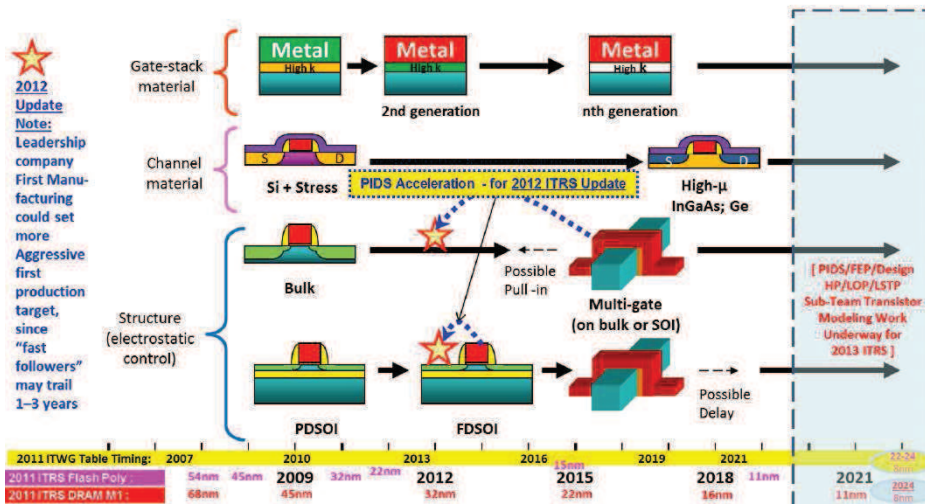 2012
Update
Note:
Leadership
company
First Manu-
facturing
could set
more
Aggressive
first
production
target,
since
“fast
followers”
may trail
1–3 years
Gate-stack
material
Metal
High k
Metal
High k
2nd generation
Metal
High k
nth generation
Channel
material
S
D
Si + Stress
S
D
High-μ
InGaAs; Ge
PIDS Acceleration - for 2012 ITRS Update
Structure
(electrostatic
control)
Bulk
Possible
Pull -in
Multi-gate
(on bulk or SOI)
[ PIDS/FEP/Design
HP/LOP/LSTP
Sub-Team Transistor
Modeling Work
Underway for
2013 ITRS ]
PDSOI
FDSOI
Possible
Delay
2011 ITWG Table Timing: 2007 2010 2013 2016 2019 2021 22-24
2011 ITRS Flash Poly : 54nm 45nm 2009 32nm 22nm 2012 15nm 2015 2018 11nm 2021 8nm
2011 ITRS DRAM M1 : 68nm 45nm 32nm 22nm 16nm 11nm 2024
8nm